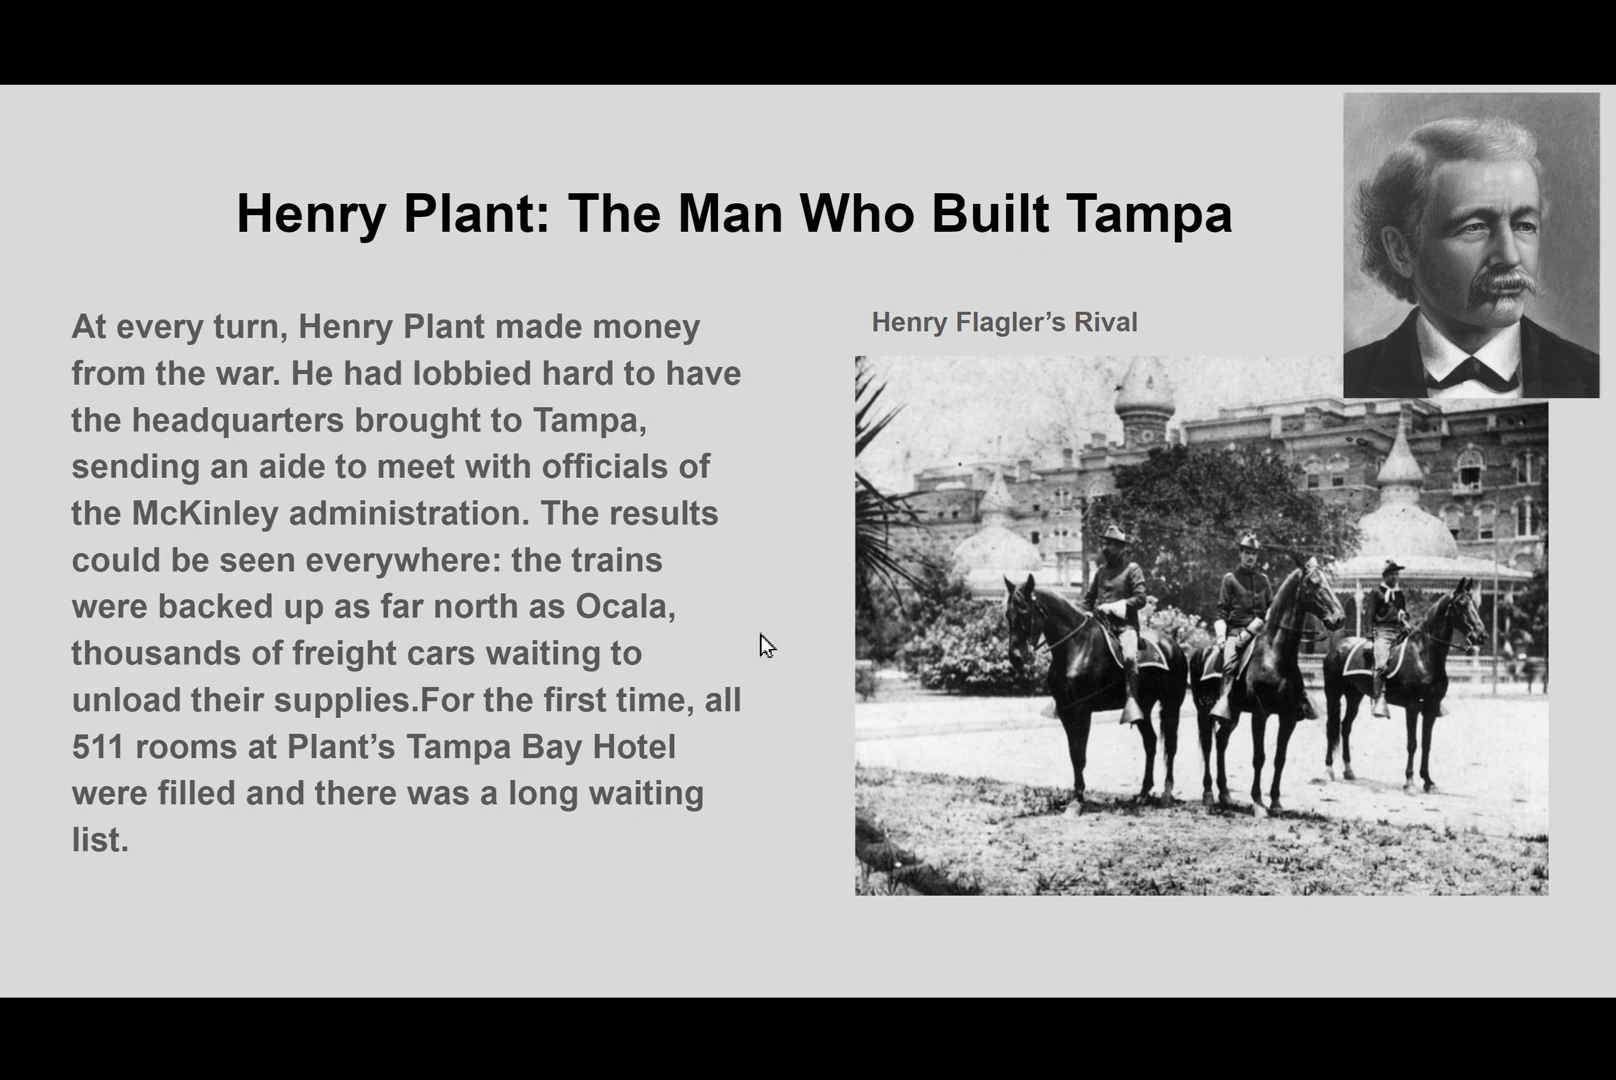 Henry Plant: The Man Who Built Tampa
At every turn, Henry Plant made money
from the war. He had lobbied hard to have
the headquarters brought to Tampa,
sending an aide to meet with officials of
the McKinley administration. The results
could be seen everywhere: the trains
were backed up as far north as Ocala,
thousands of freight cars waiting to
unload their supplies.For the first time, all
511 rooms at Plant’s Tampa Bay Hotel
were filled and there was a long waiting
list.
Henry Flagler’s Rival